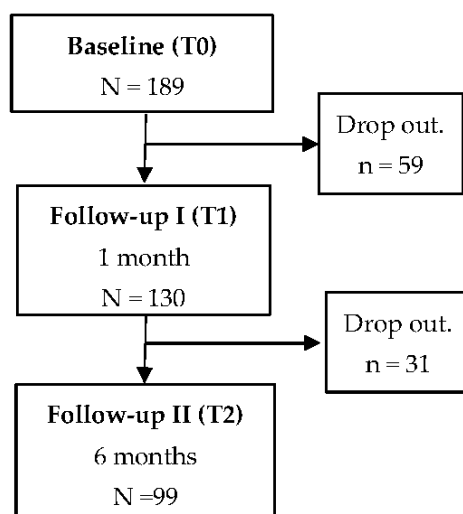 Baseline (T0)
N = 189
Drop out.
n = 59
Follow-up I (T1)
1 month
N = 130
Drop out.
n = 31
Follow-up II (T2)
6 months
N =99